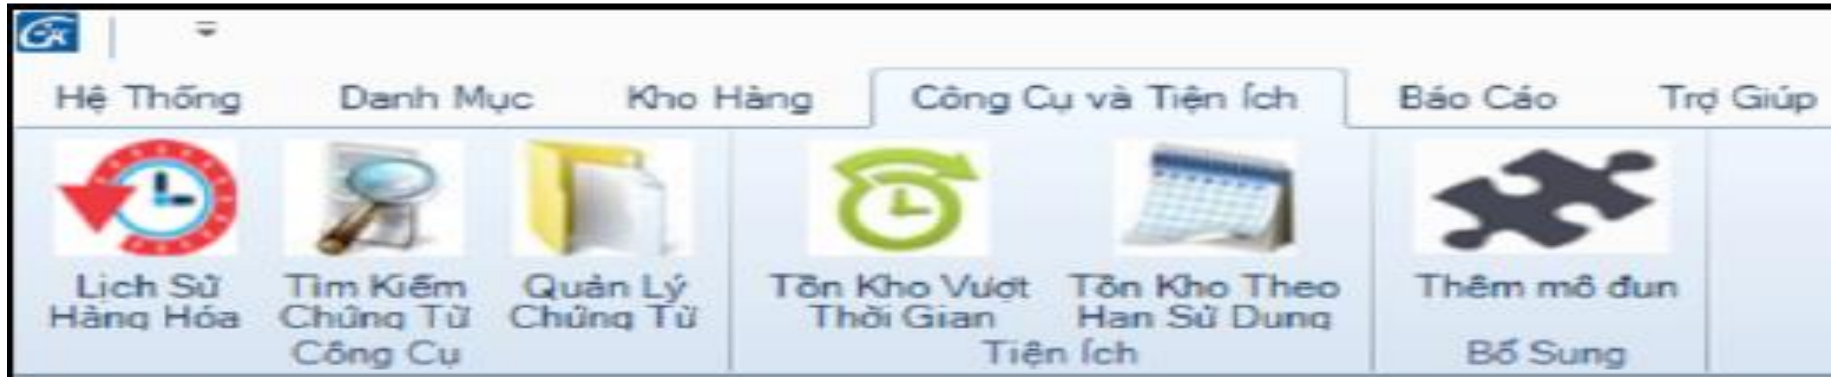 GK
Hệ Thống Danh Mục Kho Hàng Công Cụ và Tiện Ích Báo Cáo Trợ Giúp
Lịch Sử Tìm Kiếm Quản Lý Tồn Kho Vượt Tồn Kho Theo Thêm mô đun
Hàng Hóa Chứng Từ Chứng Từ Thời Gian Hạn Sử Dụng
Công Cụ Tiện Ích Bổ Sung